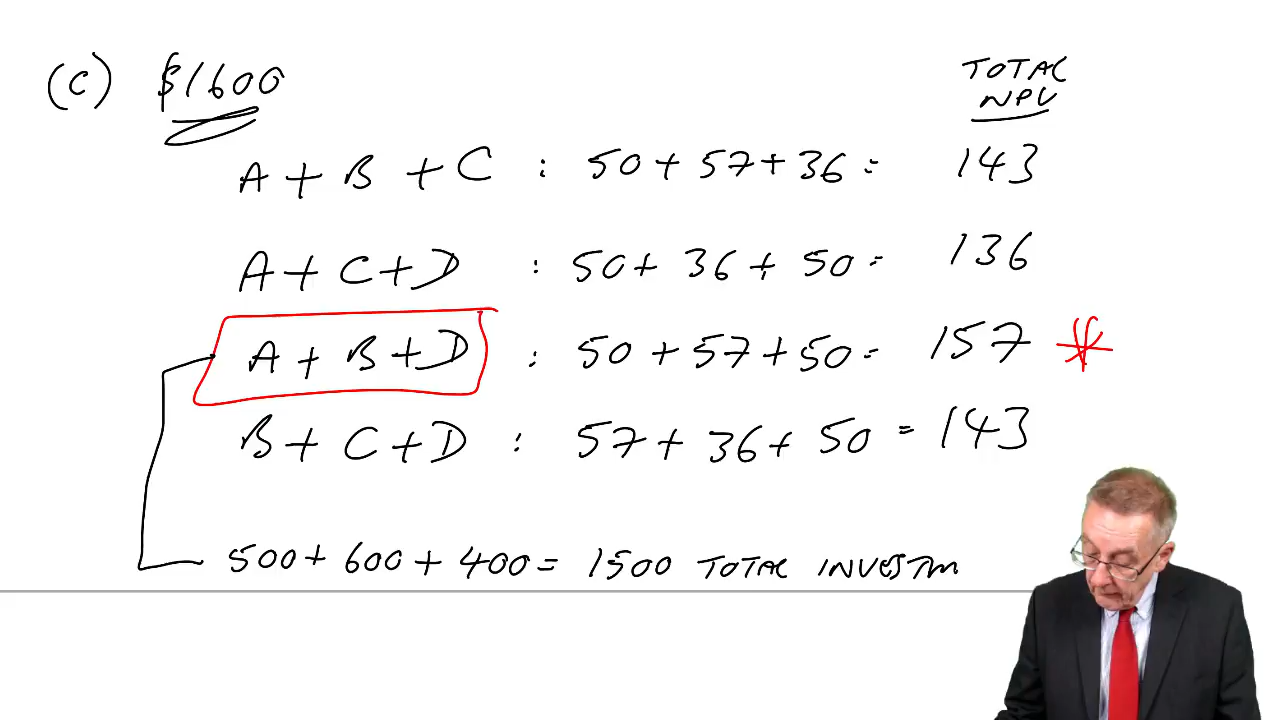 (C) $1600
TOTAL
NPV
A + B + C : 50 + 57 + 36 = 143
A + C + D : 50 + 36 + 50 = 136
A + B + D : 50 + 57 + 50 = 157 *
B + C + D : 57 + 36 + 50 = 143
500 + 600 + 400 = 1500 TOTAL INVESTM